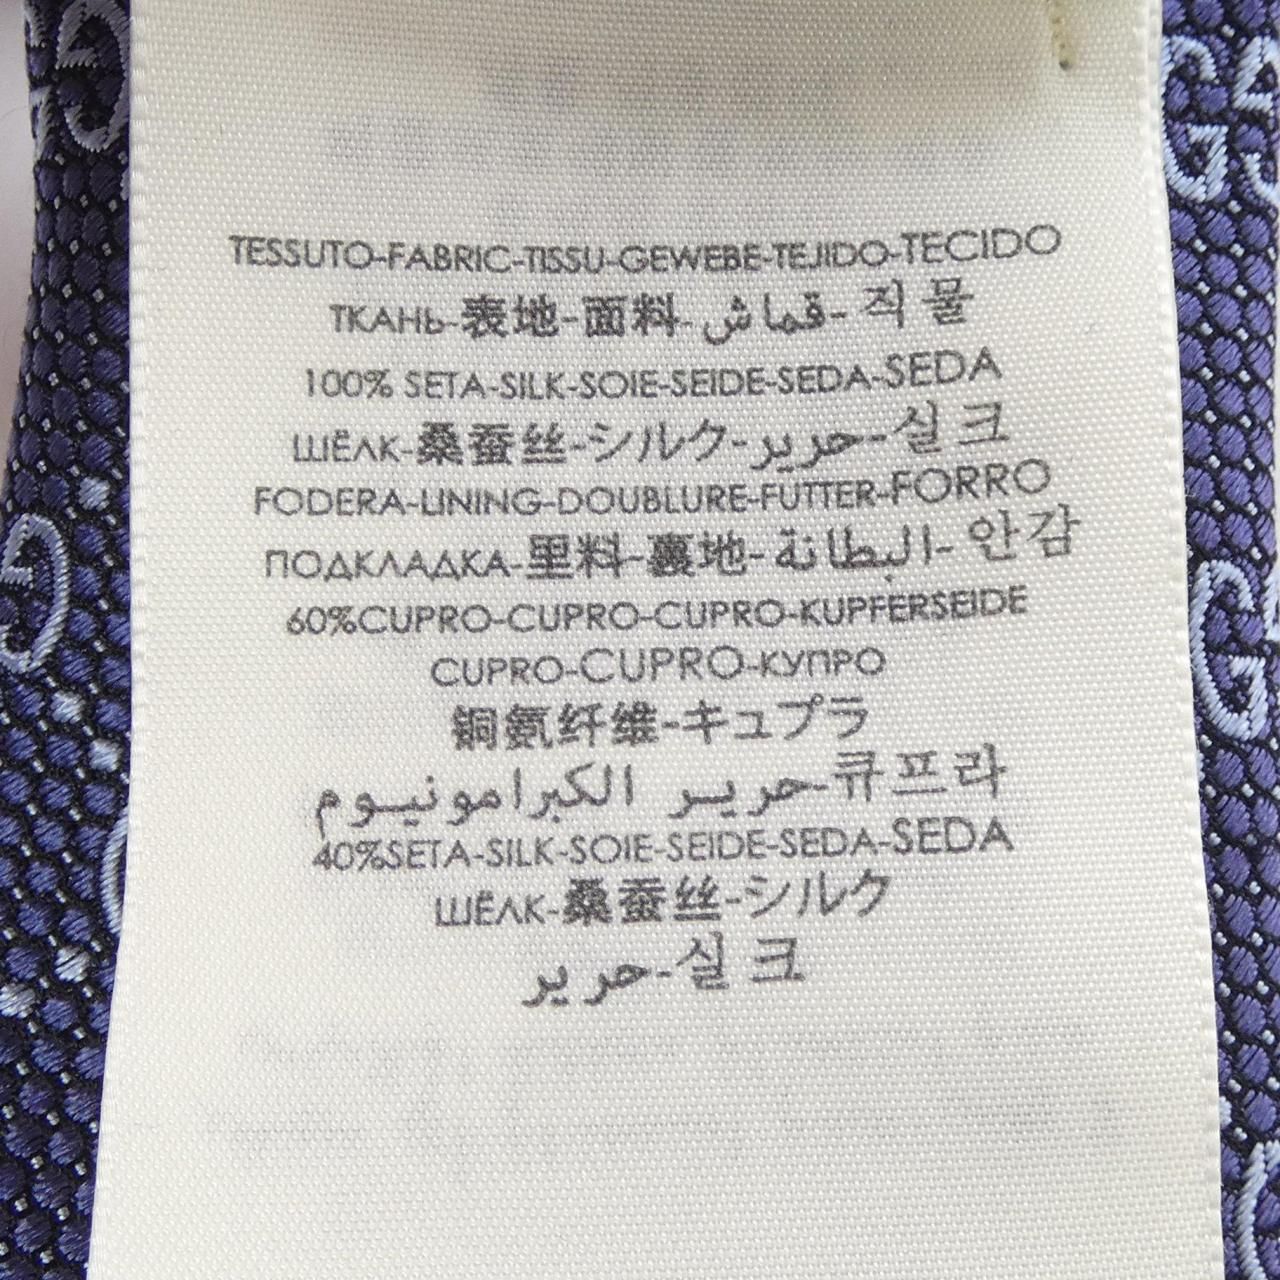 TESSUTO-FABRIC-TISSU-GEWEBE-TEJIDO-TECIDO
ТКАНЬ-表地-面料-قماش-직물
100% SETA-SILK-SOIE-SEIDE-SEDA-SEDA
ШЁЛК-桑蚕丝-シルク-حرير-실크
FODERA-LINING-DOUBLURE-FUTTER-FORRO
ПОДКЛАДКА-里料-裏地-البطانة-안감
60%CUPRO-CUPRO-CUPRO-KUPFERSEIDE
CUPRO-CUPRO-КУПРО
铜氨纤维-キュプラ
حرير الكبرامونيوم-큐프라
40%SETA-SILK-SOIE-SEIDE-SEDA-SEDA
ШЁЛК-桑蚕丝-シルク
حرير-실크